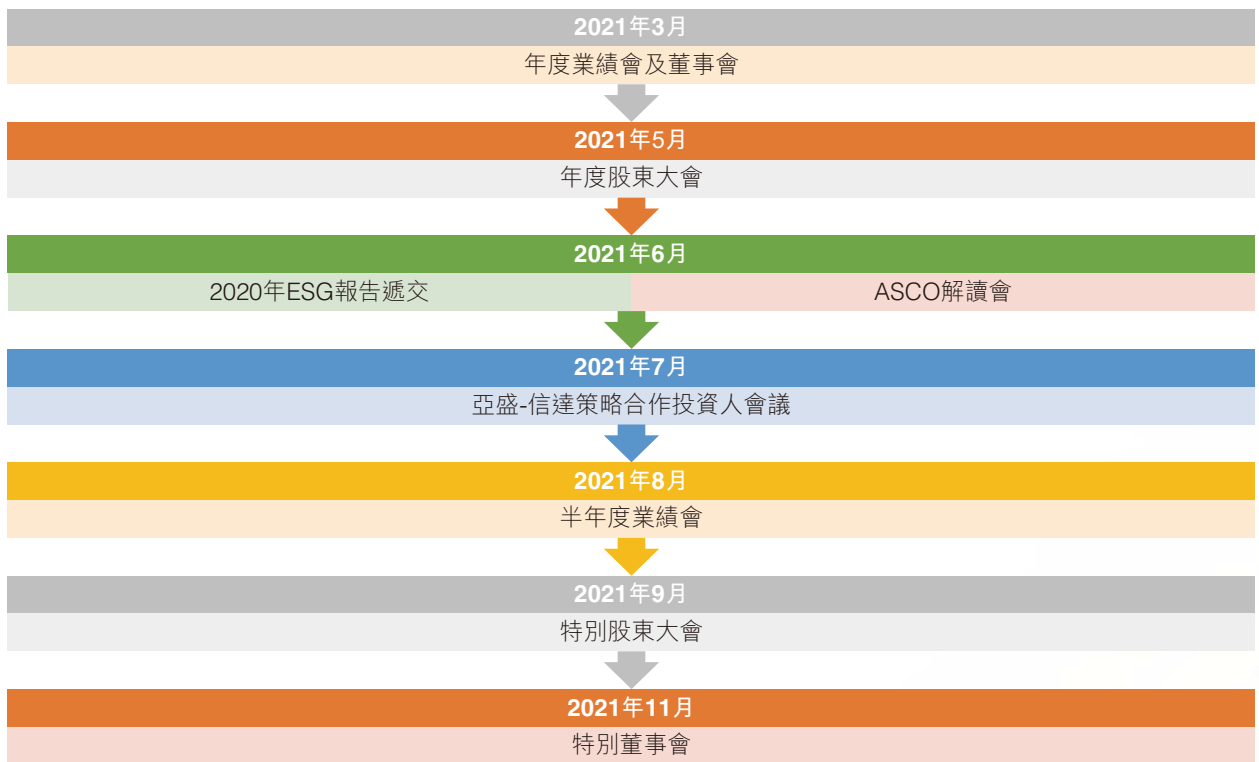 2021年3月
年度業績會及董事會
2021年5月
年度股東大會
2021年6月
2020年ESG報告遞交
ASCO解讀會
2021年7月
亞盛-信達策略合作投資人會議
2021年8月
半年度業績會
2021年9月
特別股東大會
2021年11月
特別董事會